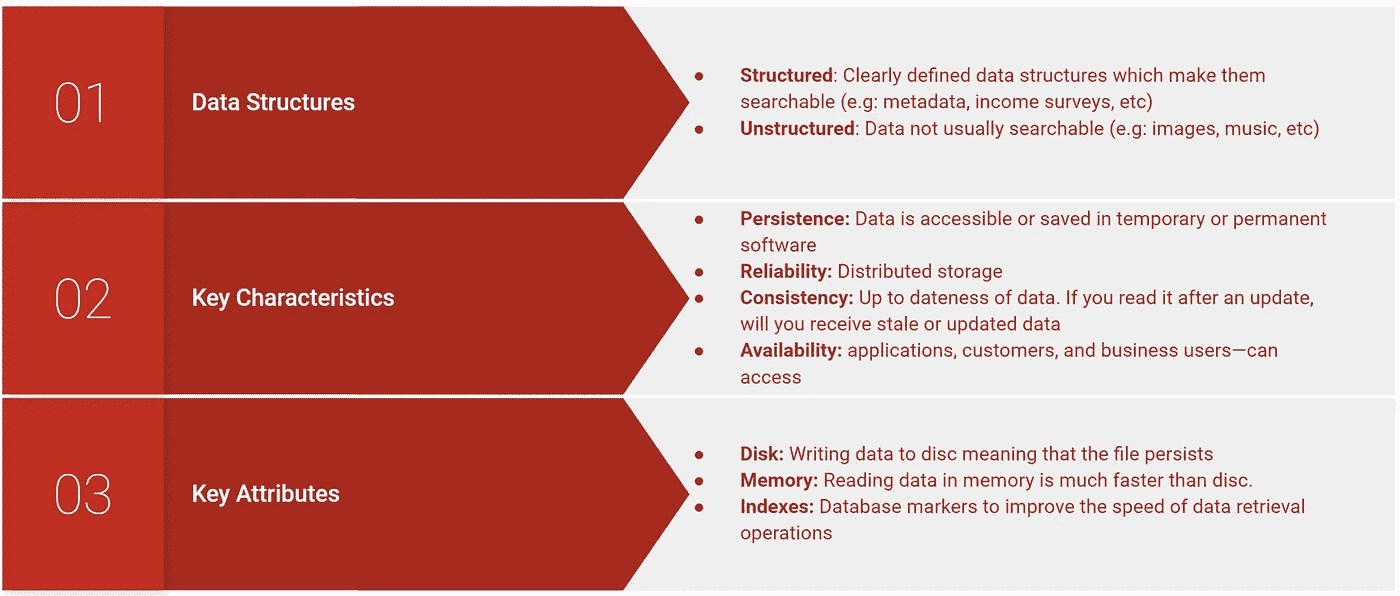 01
Data Structures
● Structured: Clearly defined data structures which make them
searchable (e.g: metadata, income surveys, etc)
● Unstructured: Data not usually searchable (e.g: images, music, etc)
02
Key Characteristics
● Persistence: Data is accessible or saved in temporary or permanent
software
● Reliability: Distributed storage
● Consistency: Up to dateness of data. If you read it after an update,
will you receive stale or updated data
● Availability: applications, customers, and business users—can
access
03
Key Attributes
● Disk: Writing data to disc meaning that the file persists
● Memory: Reading data in memory is much faster than disc.
● Indexes: Database markers to improve the speed of data retrieval
operations